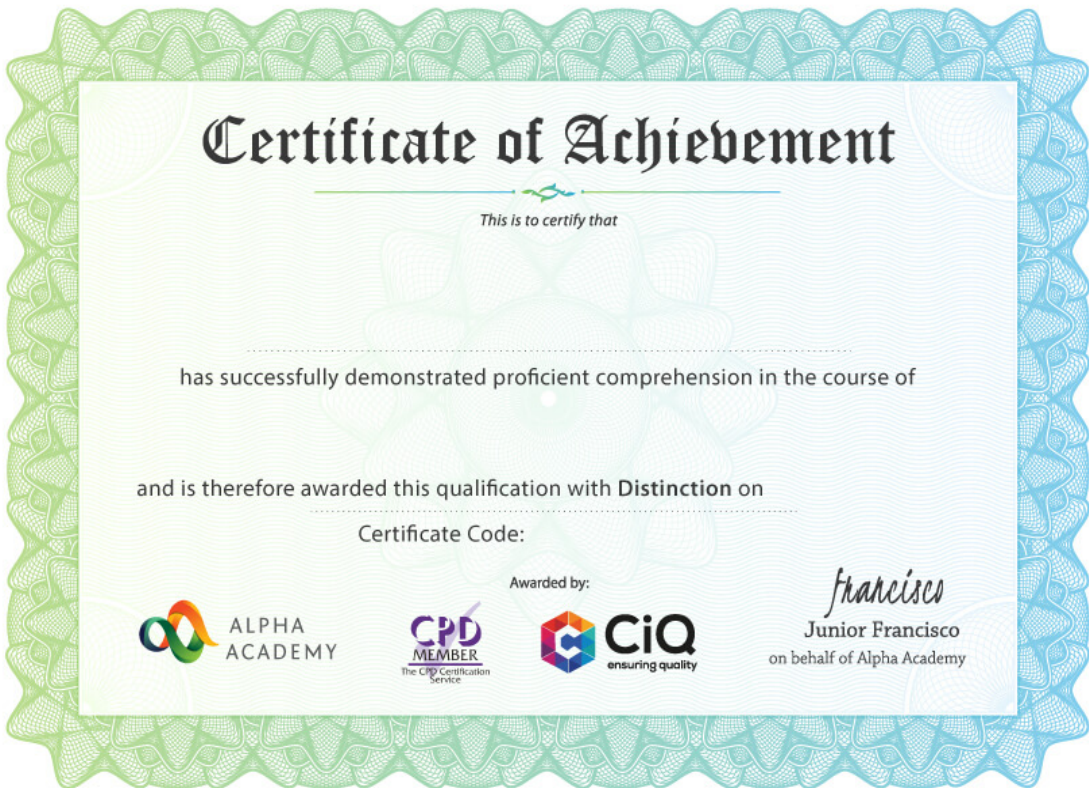 Certificate of Achievement
This is to certify that
has successfully demonstrated proficient comprehension in the course of
and is therefore awarded this qualification with Distinction on
Certificate Code:
Awarded by:
ALPHA
ACADEMY
CPD
MEMBER
The CPD Certification
Service
CiQ
ensuring quality
francisco
Junior Francisco
on behalf of Alpha Academy